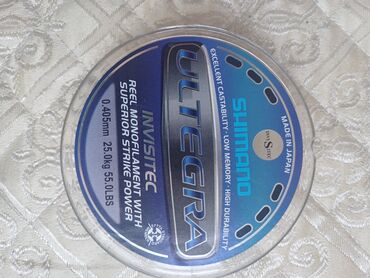 MADE IN JAPAN
SHIMANO
EXCELLENT CASTABILITY · LOW MEMORY · HIGH DURABILITY
ULTEGRA
INVISITEC
REEL MONOFILAMENT WITH
SUPERIOR STRIKE POWER
0.405mm 25.0kg 55.0LBS